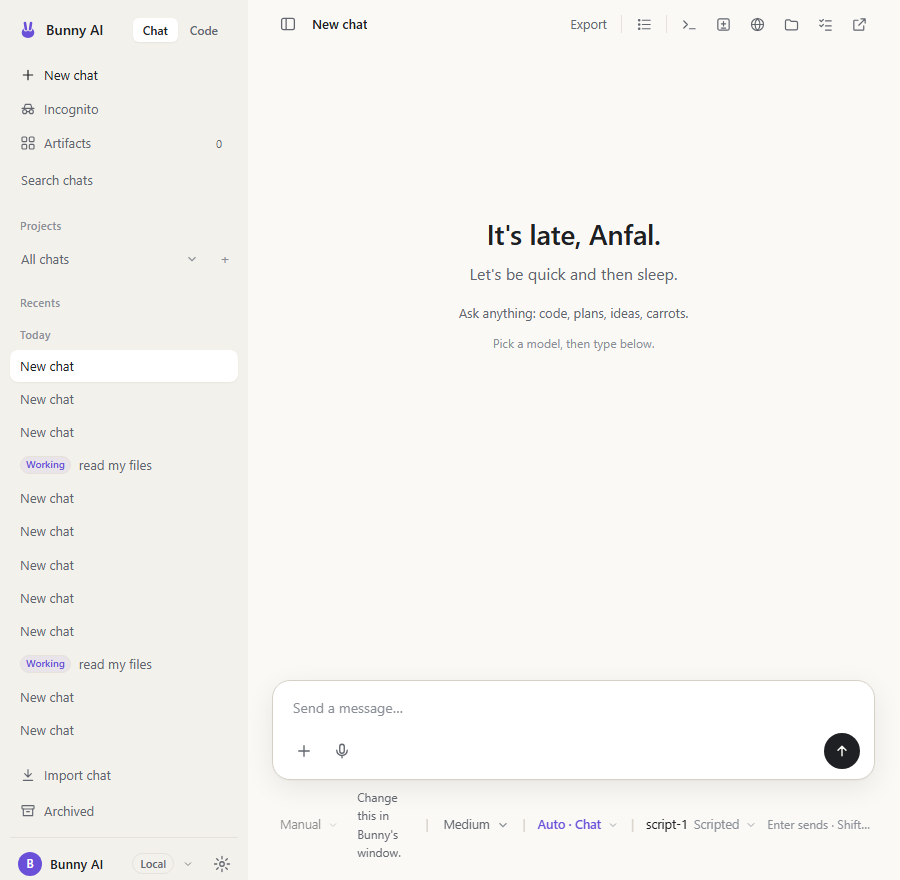 Bunny AI
Chat
Code
New chat
Incognito
Artifacts
0
Search chats
Projects
All chats
+
Recents
Today
New chat
New chat
New chat
Working read my files
New chat
New chat
New chat
New chat
New chat
Working read my files
New chat
New chat
Import chat
Archived
B
Bunny AI
Local
New chat
Export
It's late, Anfal.
Let's be quick and then sleep.
Ask anything: code, plans, ideas, carrots.
Pick a model, then type below.
Send a message...
Manual
Change
this in
Bunny's
window.
Medium
Auto · Chat
script-1 Scripted
Enter sends · Shift...